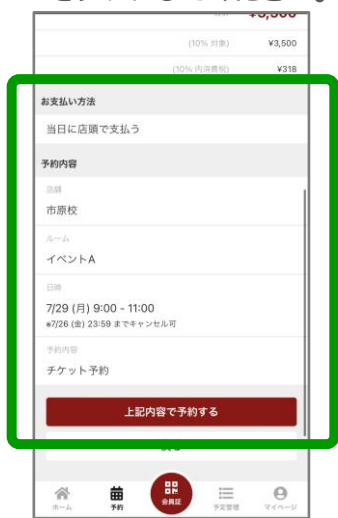 ¥3,500
(10% 対象) ¥3,500
(10% 内消費税) ¥318
お支払い方法
当日に店頭で支払う
予約内容
店舗
市原校
ルーム
イベントA
日時
7/29 (月) 9:00 - 11:00
※7/26 (金) 23:59 までキャンセル可
予約内容
チケット予約
上記内容で予約する
戻る
ホーム 予約 会員証 予定管理 マイページ